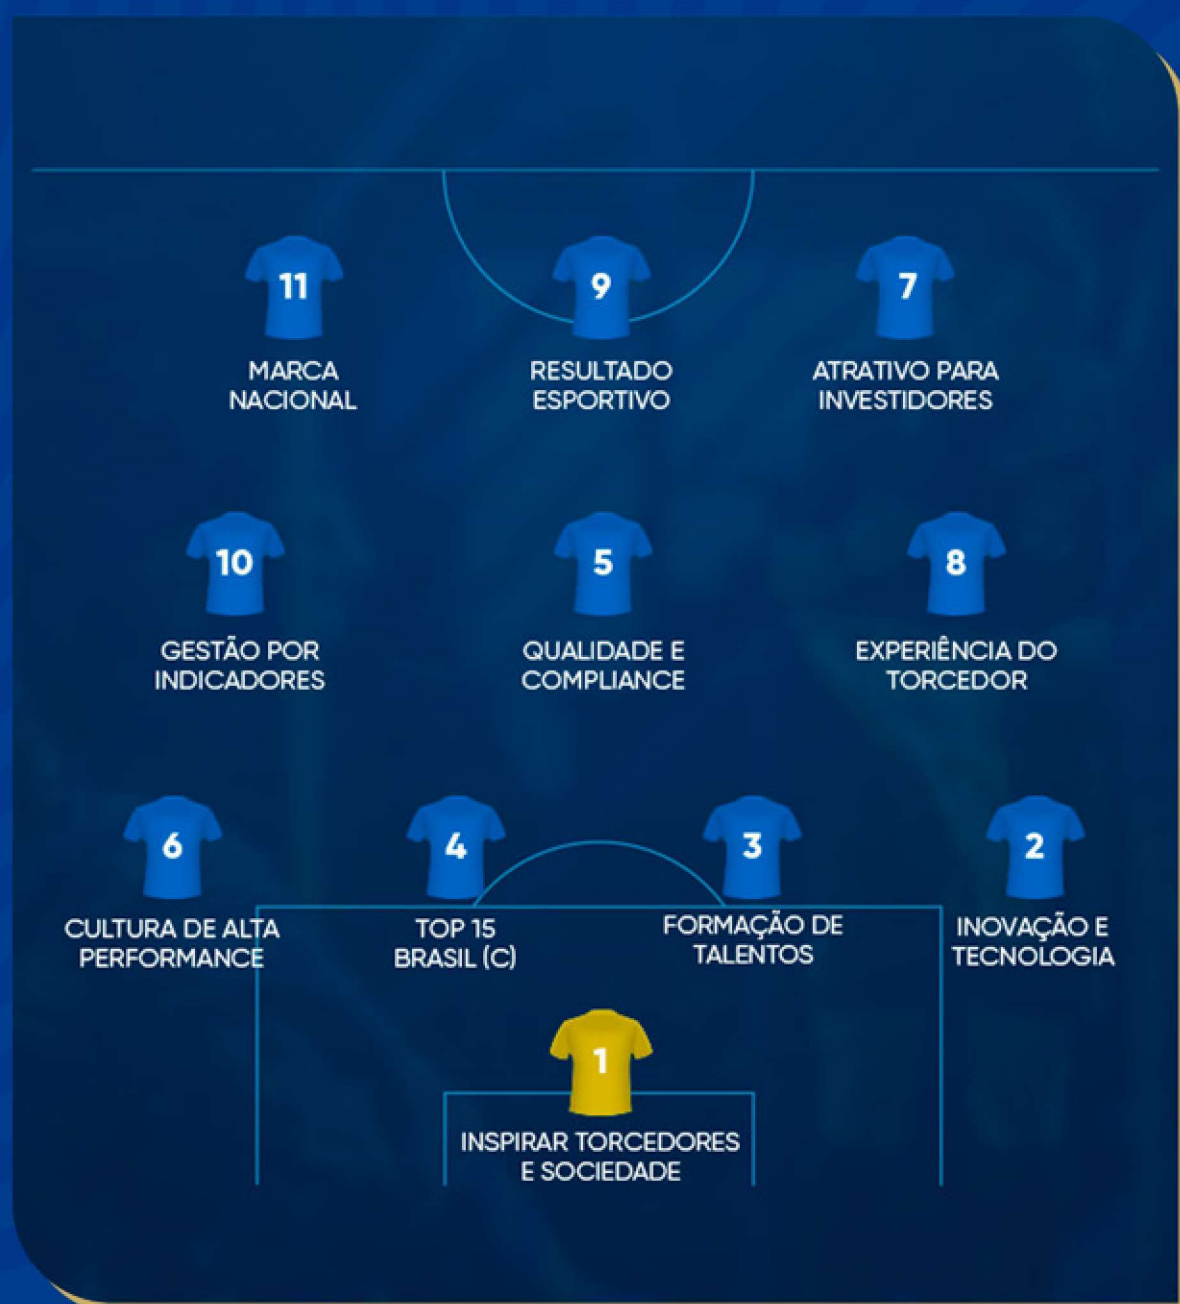 11
MARCA
NACIONAL
9
RESULTADO
ESPORTIVO
7
ATRATIVO PARA
INVESTIDORES
10
GESTÃO POR
INDICADORES
5
QUALIDADE E
COMPLIANCE
8
EXPERIÊNCIA DO
TORCEDOR
6
CULTURA DE ALTA
PERFORMANCE
4
TOP 15
BRASIL (C)
3
FORMAÇÃO DE
TALENTOS
2
INOVAÇÃO E
TECNOLOGIA
1
INSPIRAR TORCEDORES
E SOCIEDADE